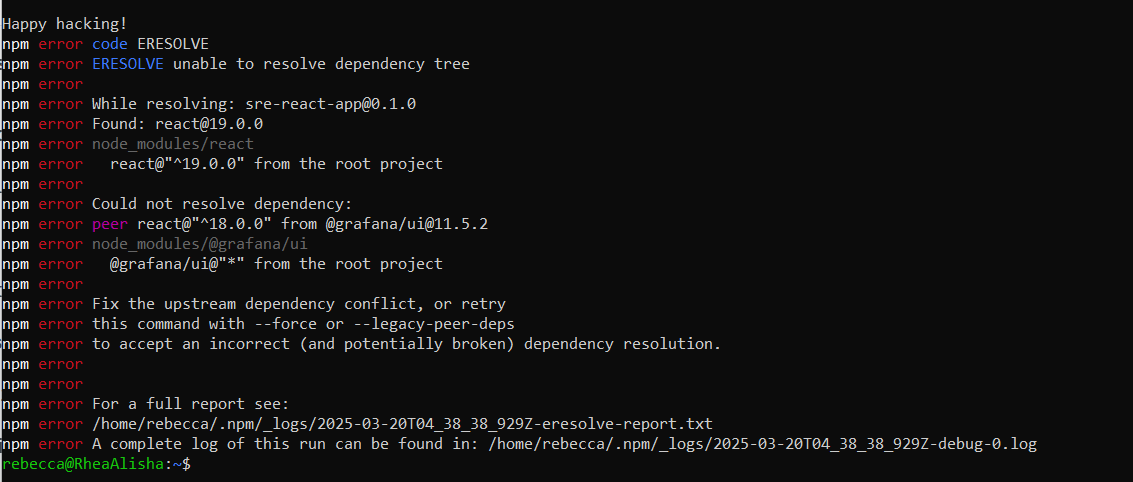 Happy hacking!
npm error code ERESOLVE
npm error ERESOLVE unable to resolve dependency tree
npm error
npm error While resolving: sre-react-app@0.1.0
npm error Found: react@19.0.0
npm error node_modules/react
npm error   react@"^19.0.0" from the root project
npm error
npm error Could not resolve dependency:
npm error peer react@"^18.0.0" from @grafana/ui@11.5.2
npm error node_modules/@grafana/ui
npm error   @grafana/ui@"*" from the root project
npm error
npm error Fix the upstream dependency conflict, or retry
npm error this command with --force or --legacy-peer-deps
npm error to accept an incorrect (and potentially broken) dependency resolution.
npm error
npm error
npm error For a full report see:
npm error /home/rebecca/.npm/_logs/2025-03-20T04_38_38_929Z-eresolve-report.txt
npm error A complete log of this run can be found in: /home/rebecca/.npm/_logs/2025-03-20T04_38_38_929Z-debug-0.log
rebecca@RheaAlisha:~$